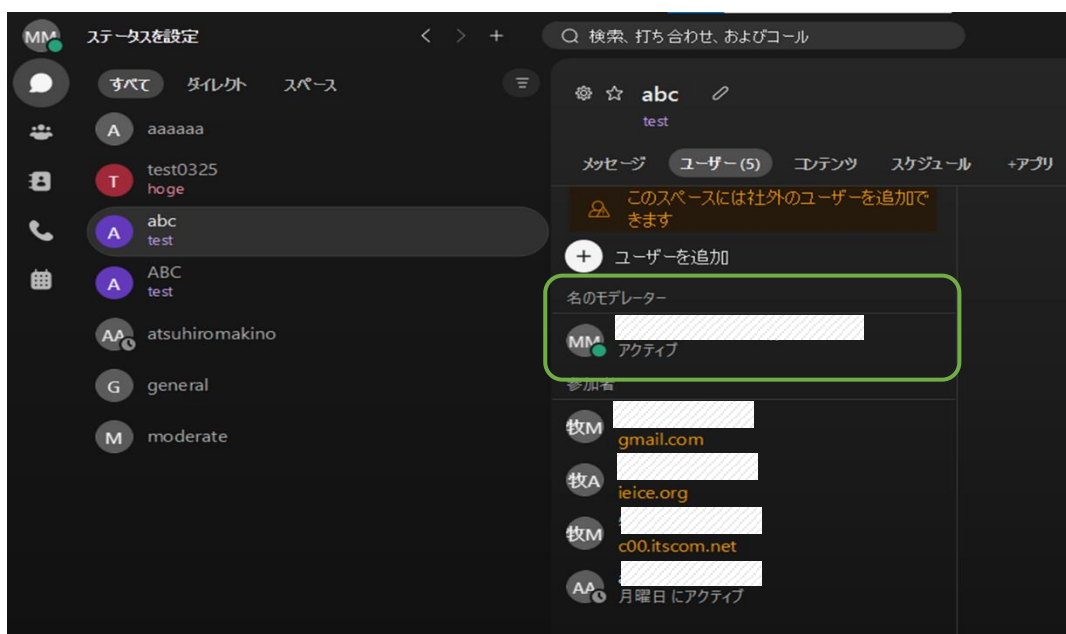 MM ステータスを設定
検索、打ち合わせ、およびコール
すべて ダイレクト スペース
A aaaaaa
T test0325
hoge
A abc
test
A ABC
test
AA atsuhiromakino
G general
M moderate
abc
test
メッセージ ユーザー (5) コンテンツ スケジュール +アプリ
このスペースには社外のユーザーを追加で
きます
+ ユーザーを追加
名のモデレーター
MM
アクティブ
参加者
牧M
gmail.com
牧A
ieice.org
牧M
c00.itscom.net
AA
月曜日 にアクティブ